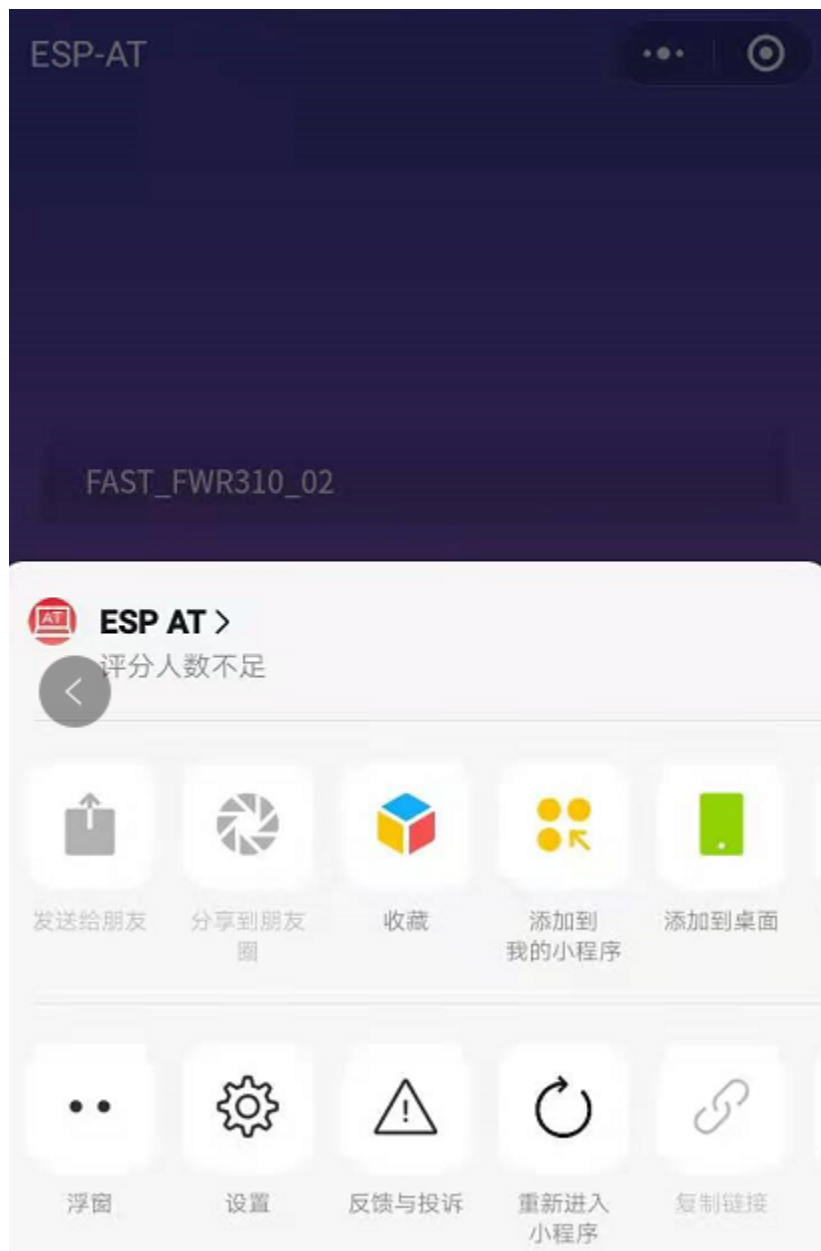 ESP-AT
FAST_FWR310_02
AT
ESP AT
评分人数不足
发送给朋友
分享到朋友
圈
收藏
添加到
我的小程序
添加到桌面
浮窗
设置
反馈与投诉
重新进入
小程序
复制链接